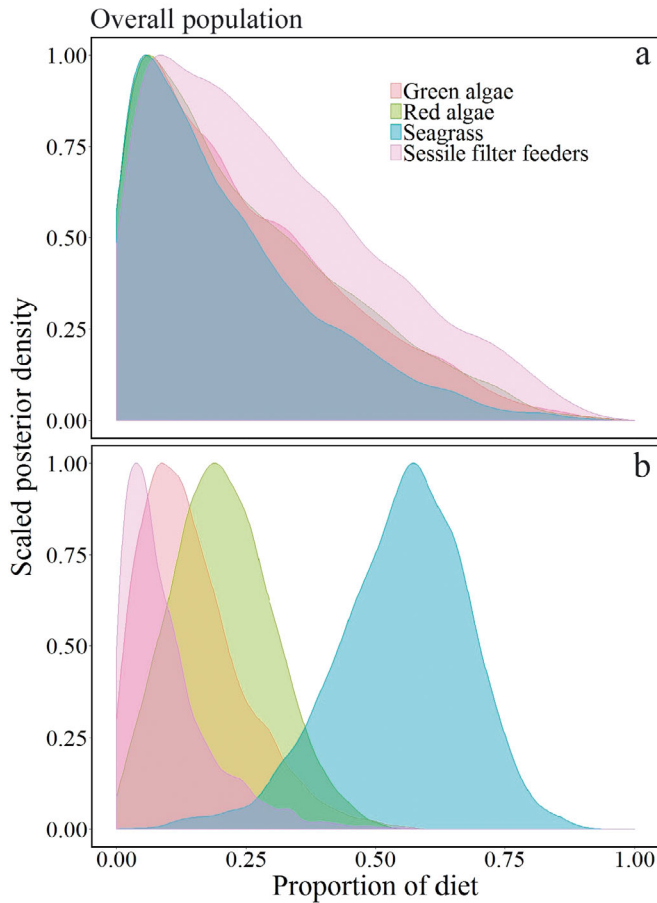 Overall population
a
Green algae
Red algae
Seagrass
Sessile filter feeders
1.00
0.75
0.50
0.25
0.00
b
1.00
0.75
0.50
0.25
0.00
Scaled posterior density
0.00 0.25 0.50 0.75 1.00
Proportion of diet